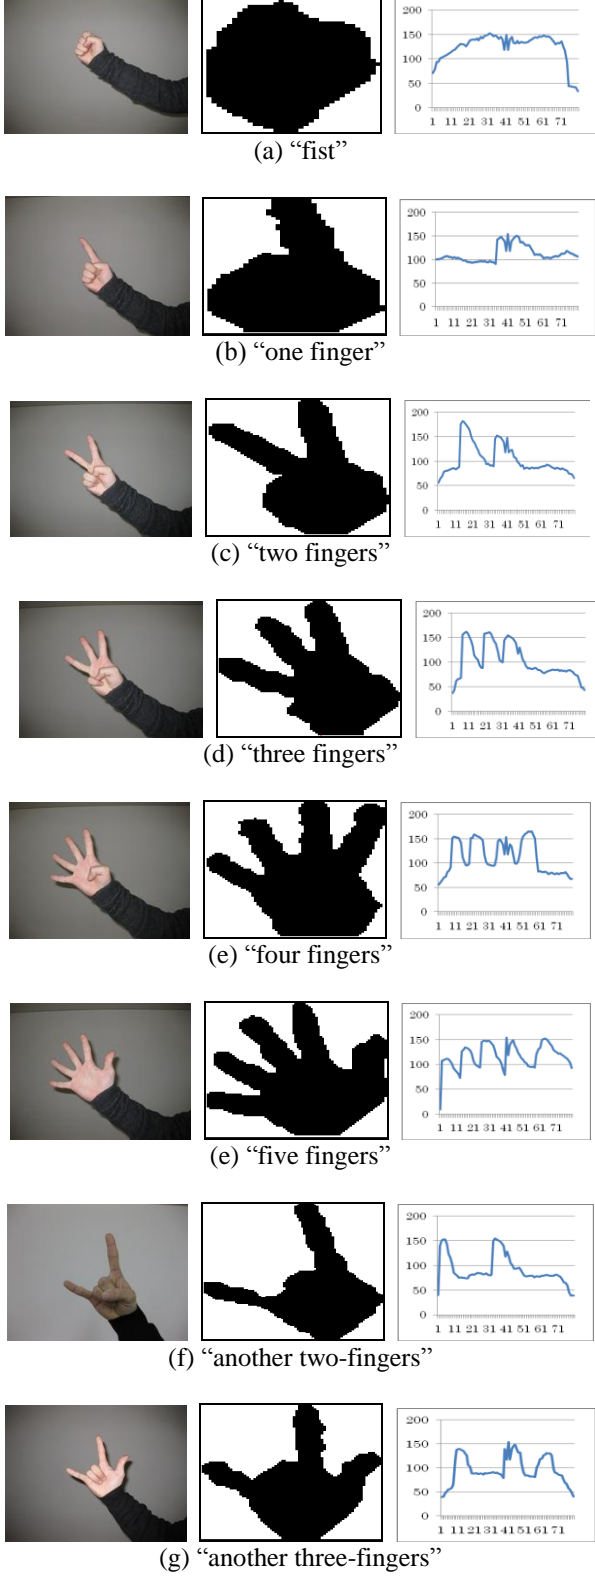 200
150
100
50
0
1 11 21 31 41 51 61 71
(a) “fist”
200
150
100
50
0
1 11 21 31 41 51 61 71
(b) “one finger”
200
150
100
50
0
1 11 21 31 41 51 61 71
(c) “two fingers”
200
150
100
50
0
1 11 21 31 41 51 61 71
(d) “three fingers”
200
150
100
50
0
1 11 21 31 41 51 61 71
(e) “four fingers”
200
150
100
50
0
1 11 21 31 41 51 61 71
(e) “five fingers”
200
150
100
50
0
1 11 21 31 41 51 61 71
(f) “another two-fingers”
200
150
100
50
0
1 11 21 31 41 51 61 71
(g) “another three-fingers”